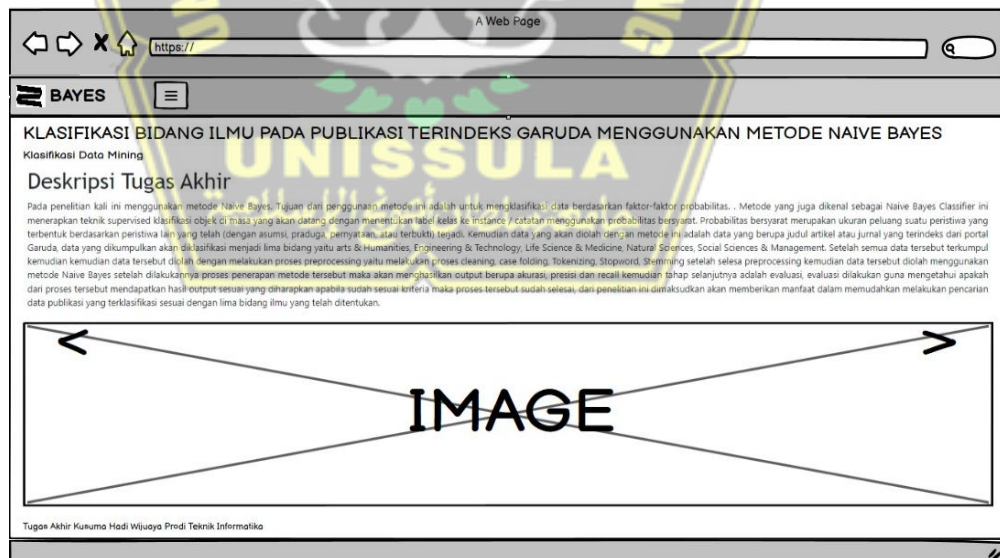 A Web Page
https://
BAYES
KLASIFIKASI BIDANG ILMU PADA PUBLIKASI TERINDEKS GARUDA MENGGUNAKAN METODE NAIVE BAYES
Klasifikasi Data Mining
UNISSULA
Deskripsi Tugas Akhir
Pada penelitian kali ini menggunakan metode Naive Bayes. Tujuan dari penggunaan metode ini adalah untuk mengklasifikasi data berdasarkan faktor-faktor probabilitas. . Metode yang juga dikenal sebagai Naive Bayes Classifier ini
menerapkan teknik supervised klasifikasi objek di masa yang akan datang dengan menentukan label kelas ke instance / catatan menggunakan probabilitas bersyarat. Probabilitas bersyarat merupakan ukuran peluang suatu peristiwa yang
terbentuk berdasarkan peristiwa lain yang telah (dengan asumsi, praduga, pernyataan, atau terbukti) terjadi. Kemudian data yang akan diolah dengan metode ini adalah data yang berupa judul artikel atau jurnal yang terindeks dari portal
Garuda, data yang dikumpulkan akan diklasifikasi menjadi lima bidang yaitu arts & Humanities, Engineering & Technology, Life Science & Medicine, Natural Sciences, Social Sciences & Management. Setelah semua data tersebut terkumpul
kemudian kemudian data tersebut diolah dengan melakukan proses preprocessing yaitu melakukan proses cleaning, case folding, Tokenizing, Stopword, Stemming setelah selesa preprocessing kemudian data tersebut diolah menggunakan
metode Naive Bayes setelah dilakukannya proses penerapan metode tersebut maka akan menghasilkan output berupa akurasi, presisi dan recall kemudian tahap selanjutnya adalah evaluasi, evaluasi dilakukan guna mengetahui apakah
dari proses tersebut mendapatkan hasil output sesuai yang diharapkan apabila sudah sesuai kriteria maka proses tersebut sudah selesai, dari penelitian ini dimaksudkan akan memberikan manfaat dalam memudahkan melakukan pencarian
data publikasi yang terklasifikasi sesuai dengan lima bidang ilmu yang telah ditentukan.
IMAGE
Tugas Akhir Kusuma Hadi Wijuaya Prodi Teknik Informatika